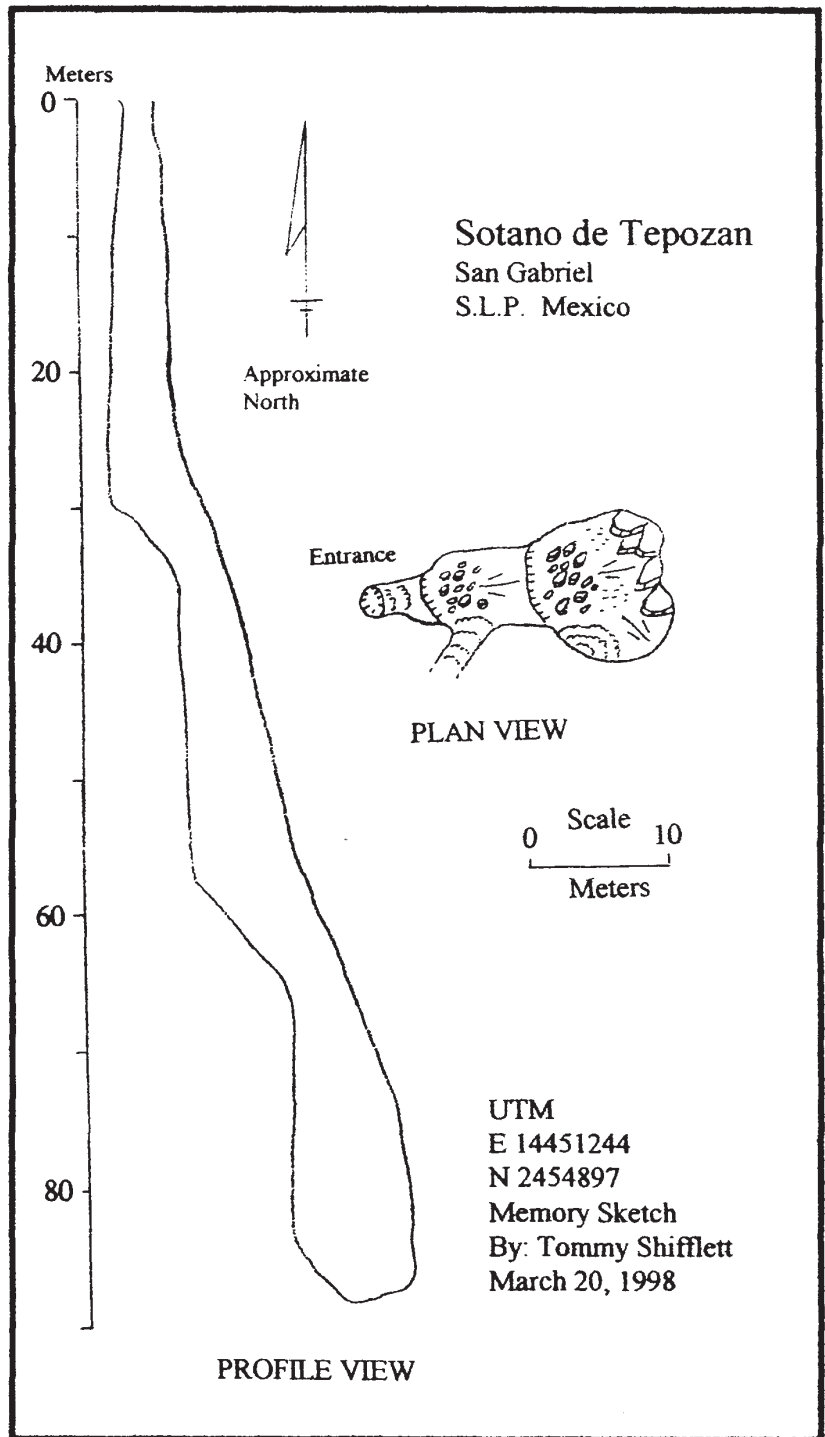 Meters
0
20
40
60
80
Sotano de Tepozan
San Gabriel
S.L.P. Mexico
Approximate
North
Entrance
PLAN VIEW
Scale
0 10
Meters
UTM
E 14451244
N 2454897
Memory Sketch
By: Tommy Shifflett
March 20, 1998
PROFILE VIEW